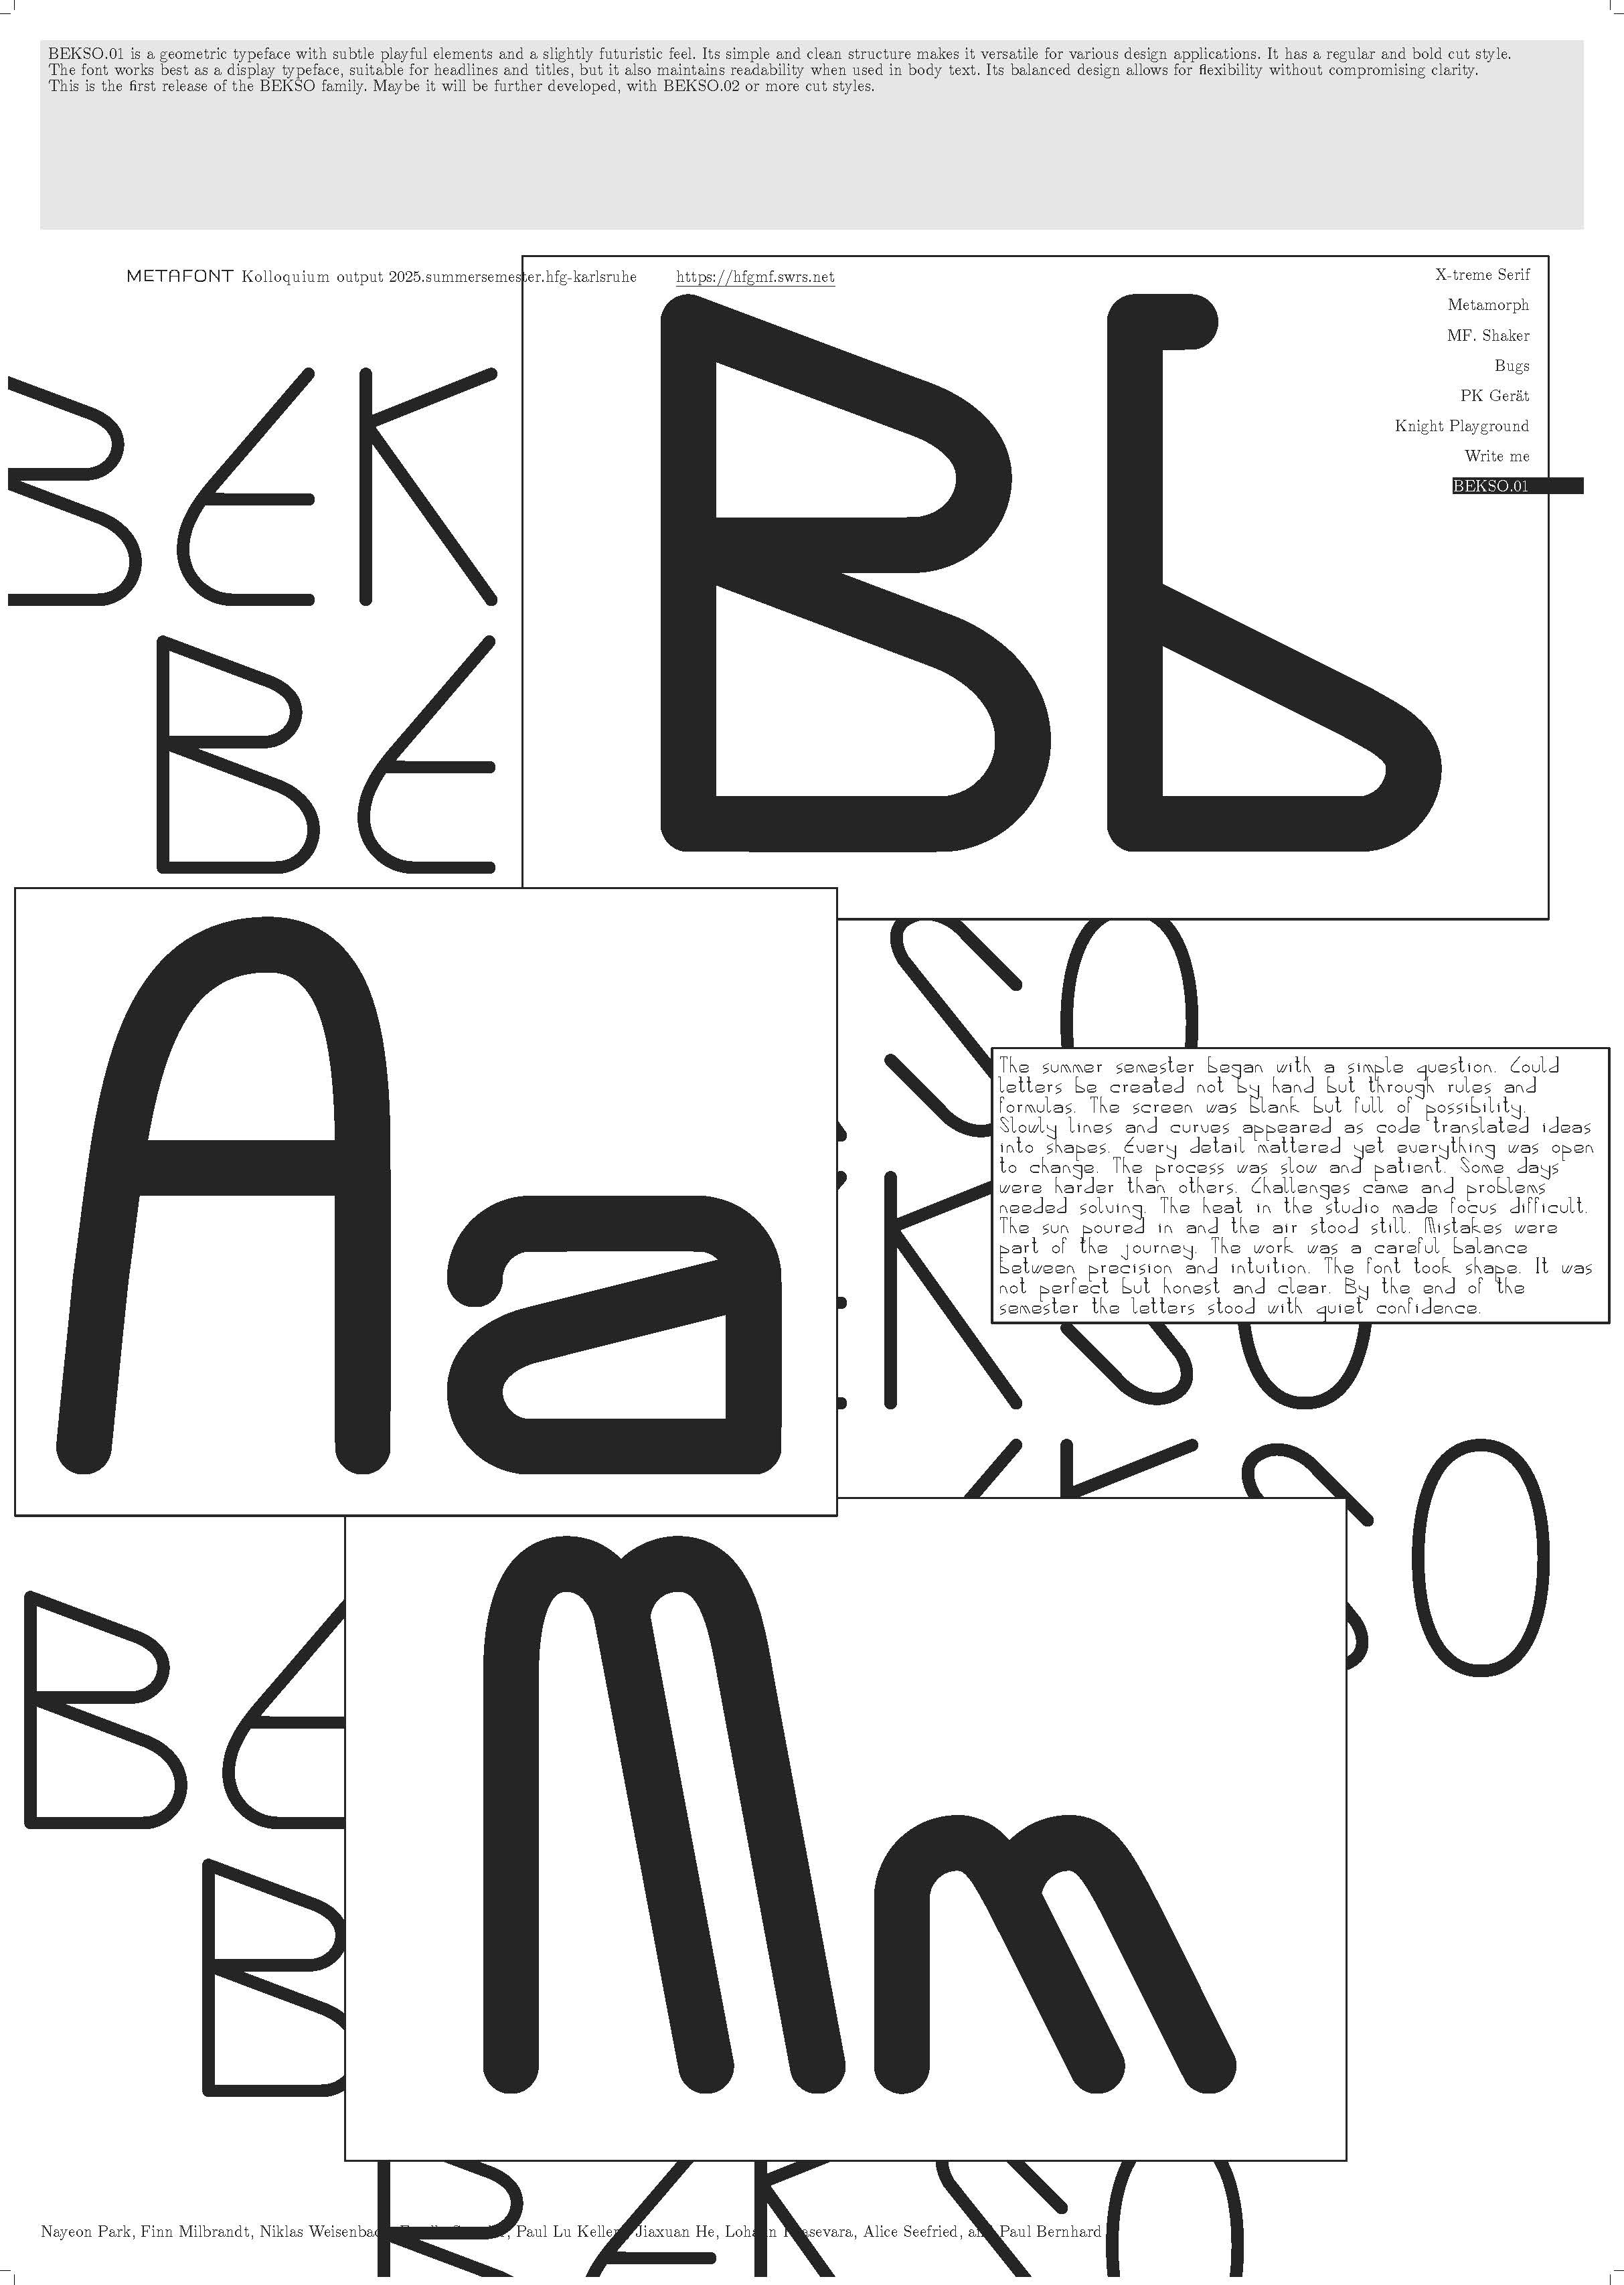 BEKSO.01 is a geometric typeface with subtle playful elements and a slightly futuristic feel. Its simple and clean structure makes it versatile for various design applications. It has a regular and bold cut style.
The font works best as a display typeface, suitable for headlines and titles, but it also maintains readability when used in body text. Its balanced design allows for flexibility without compromising clarity.
This is the first release of the BEKSO family. Maybe it will be further developed, with BEKSO.02 or more cut styles.
METAFONT Kolloquium output 2025.summersemester.hfg-karlsruhe https://hfgmf.swrs.net
X-treme Serif
Metamorph
MF. Shaker
Bugs
PK Gerät
Knight Playground
Write me
BEKSO.01
BEK
Bb
BE
SO
Aa
The summer semester began with a simple question. Could
letters be created not by hand but through rules and
formulas. The screen was blank but full of possibility.
Slowly lines and curves appeared as code translated ideas
into shapes. Every detail mattered yet everything was open
to change. The process was slow and patient. Some days
were harder than others. Challenges came and problems
needed solving. The heat in the studio made focus difficult.
The sun poured in and the air stood still. Mistakes were
part of the journey. The work was a careful balance
between precision and intuition. The font took shape. It was
not perfect but honest and clear. By the end of the
semester the letters stood with quiet confidence.
KSO
KSO
BE
Mm
B
BEKSO
Nayeon Park, Finn Milbrandt, Niklas Paul Lu Keller, Jiaxuan He, Alice Seefried, and Paul Bernhard